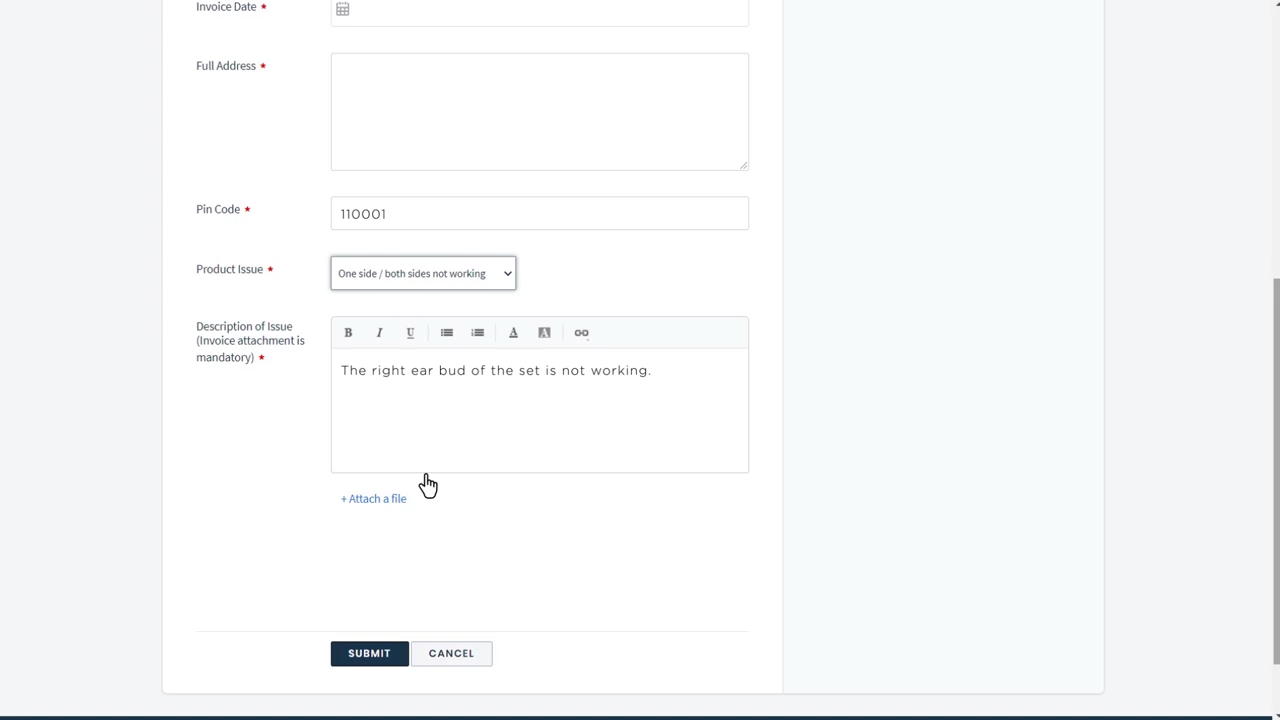 Invoice Date *
Full Address *
Pin Code *
110001
Product Issue *
One side / both sides not working
Description of Issue
(Invoice attachment is
mandatory) *
B I U A A
The right ear bud of the set is not working.
+ Attach a file
SUBMIT
CANCEL